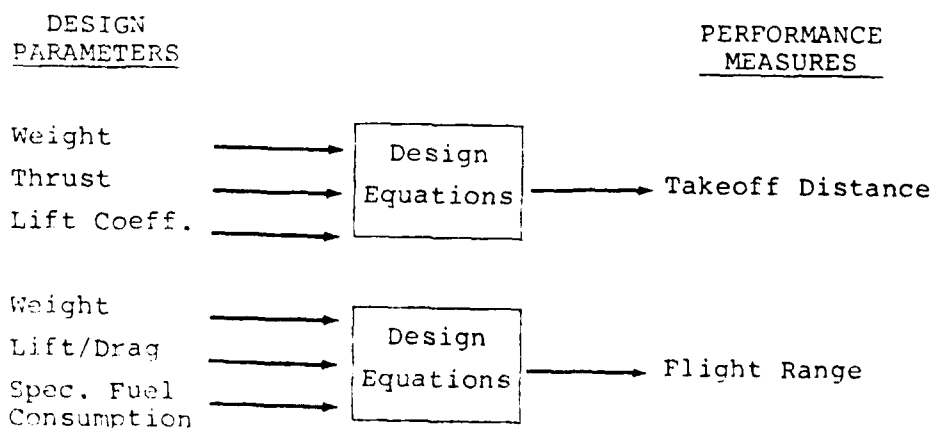 DESIGN
PARAMETERS
PERFORMANCE
MEASURES
Weight
Thrust
Lift Coeff.
Design
Equations
Takeoff Distance
Weight
Lift/Drag
Spec. Fuel
Consumption
Design
Equations
Flight Range